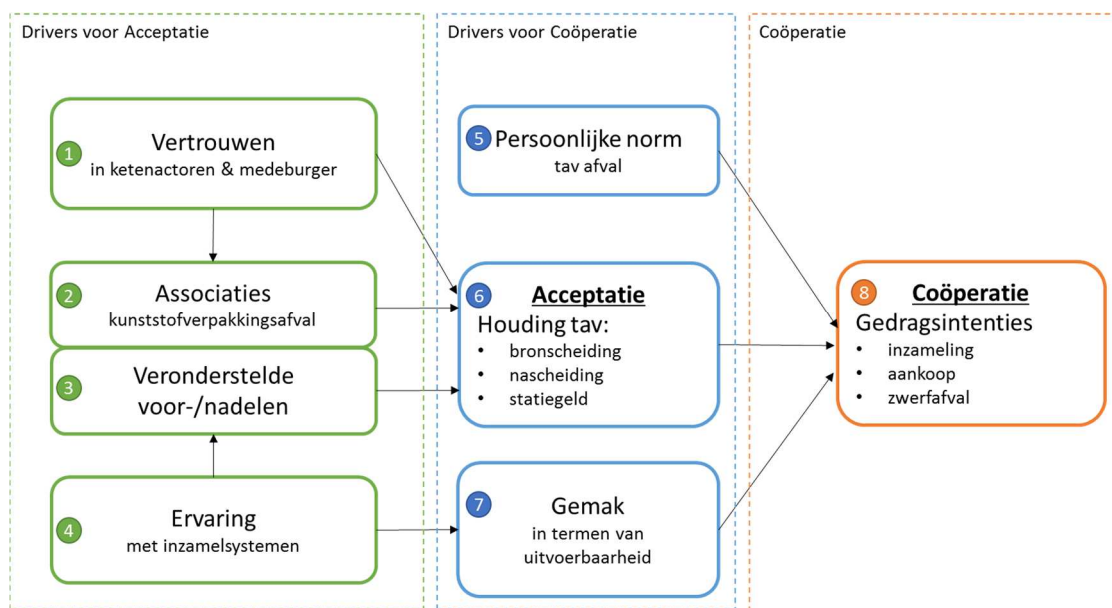 Drivers voor Acceptatie
1
Vertrouwen
in ketenactoren & medeburger
2
Associaties
kunststofverpakkingsafval
3
Veronderstelde
voor-/nadelen
4
Ervaring
met inzamelsystemen
Drivers voor Coöperatie
5
Persoonlijke norm
tav afval
6
Acceptatie
Houding tav:
• bronscheiding
• nascheiding
• statiegeld
7
Gemak
in termen van
uitvoerbaarheid
Coöperatie
8
Coöperatie
Gedragsintenties
• inzameling
• aankoop
• zwerfafval